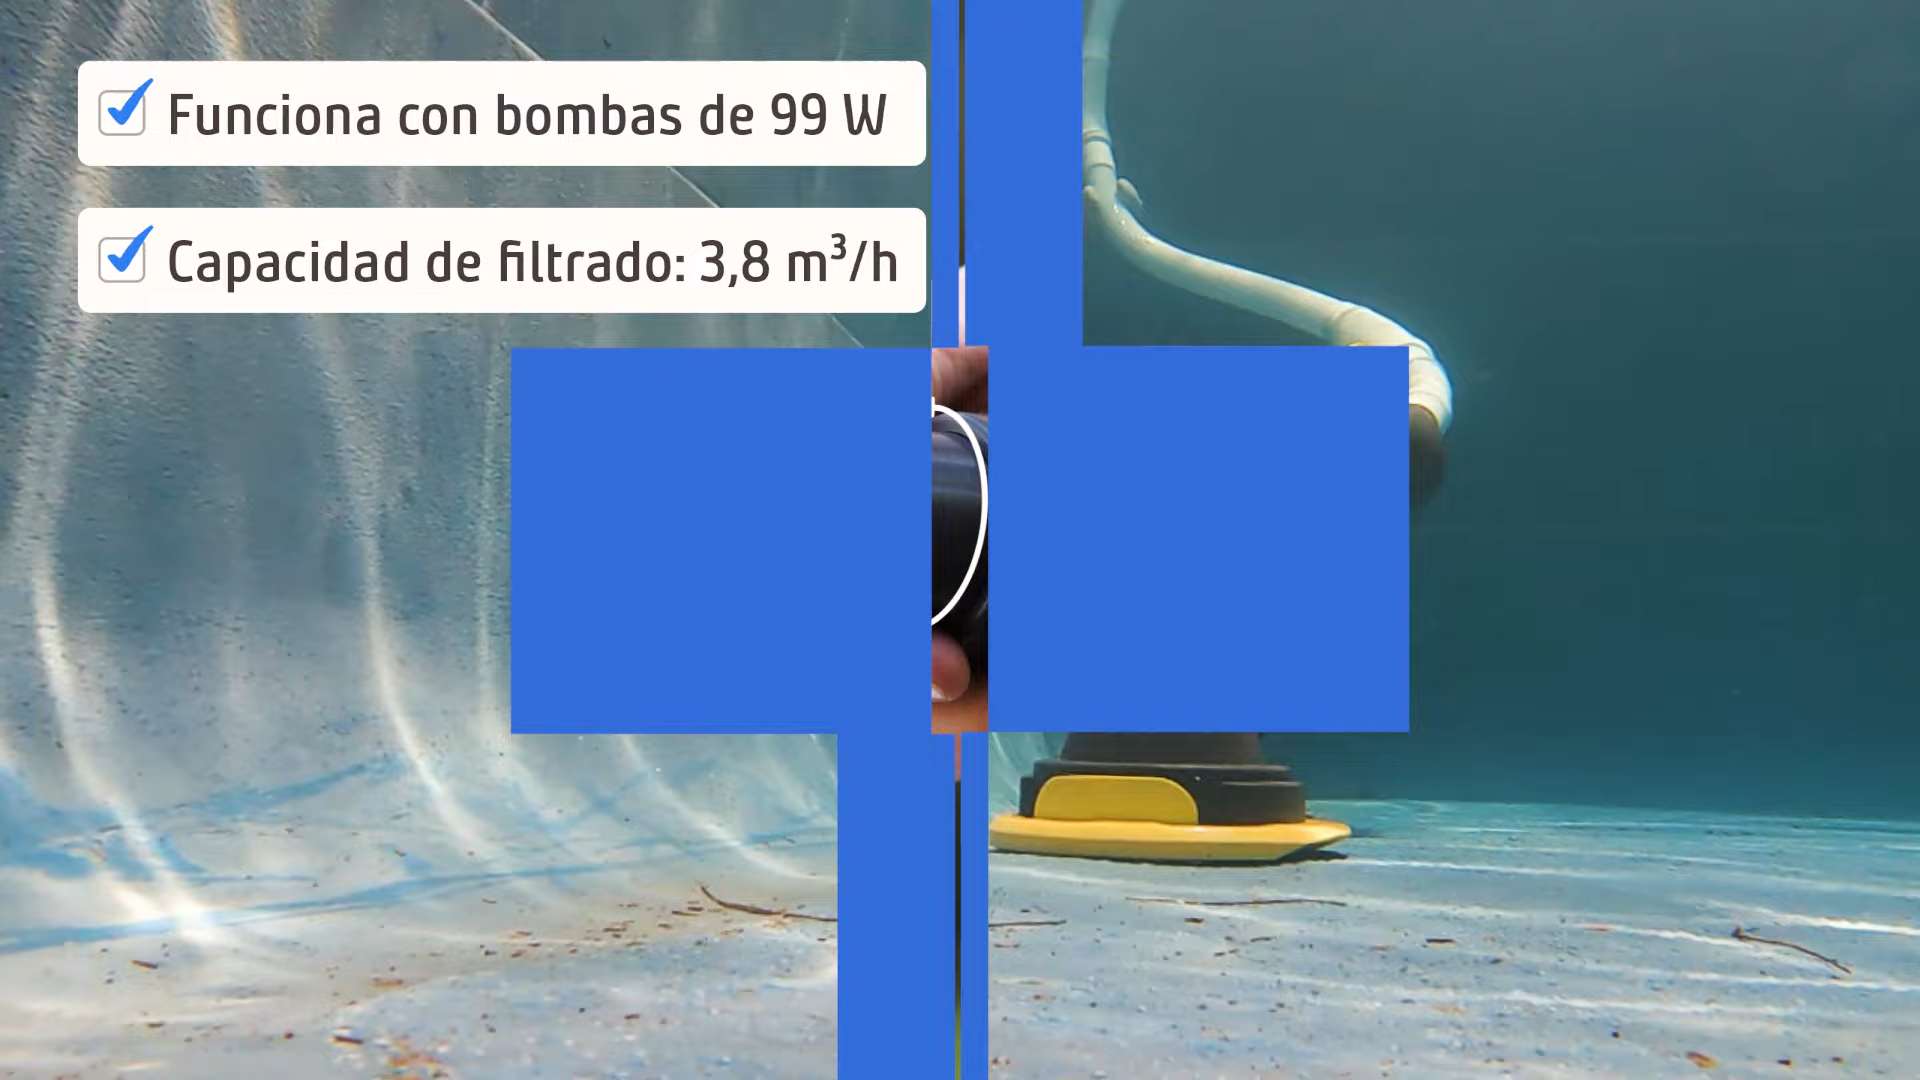 Funciona con bombas de 99 W
Capacidad de filtrado: 3,8 m³/h